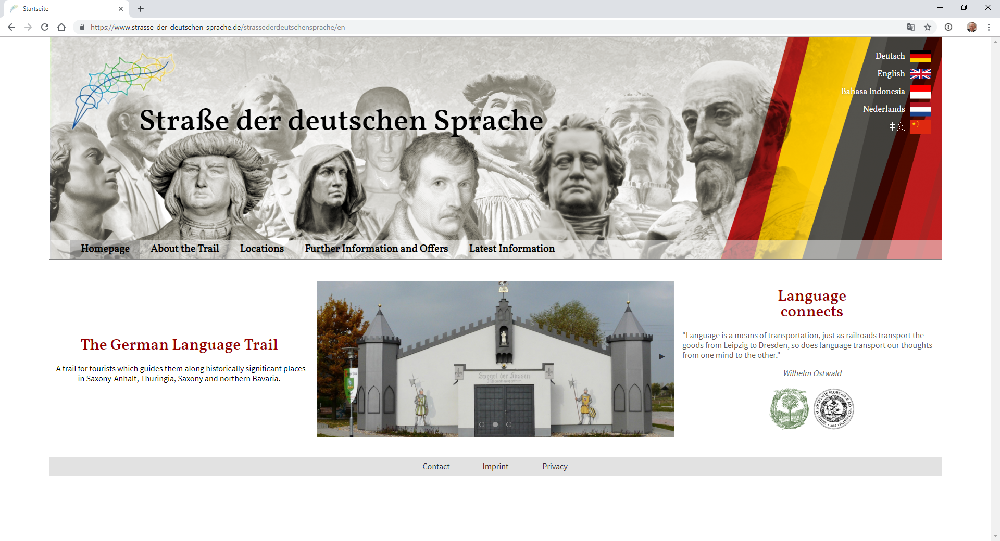 Startseite
https://www.strasse-der-deutschen-sprache.de/strassederdeutschensprache/en
Deutsch
English
Bahasa Indonesia
Nederlands
中文
Straße der deutschen Sprache
Homepage About the Trail Locations Further Information and Offers Latest Information
The German Language Trail
A trail for tourists which guides them along historically significant places
in Saxony-Anhalt, Thuringia, Saxony and northern Bavaria.
Spegel der Sassen
Informationszentrum
Language
connects
"Language is a means of transportation, just as railroads transport the
goods from Leipzig to Dresden, so does language transport our thoughts
from one mind to the other."
Wilhelm Ostwald
Contact Imprint Privacy